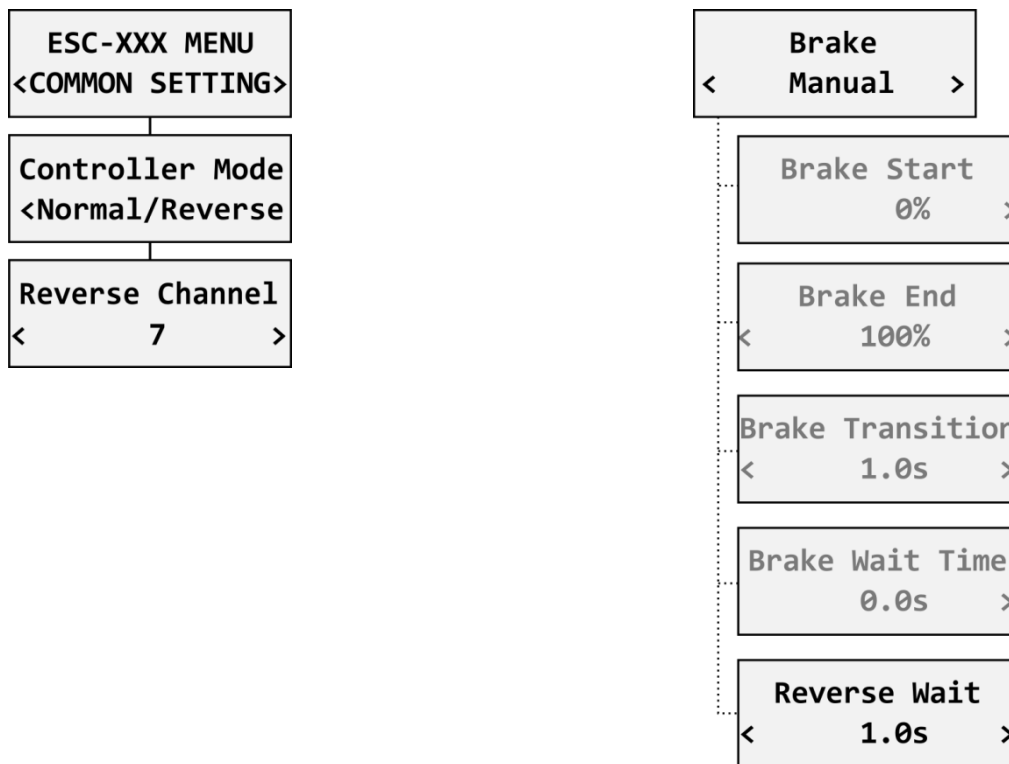 ESC-XXX MENU
<COMMON SETTING>
Controller Mode
<Normal/Reverse
Reverse Channel
< 7 >
Brake
< Manual >
Brake Start
0% >
Brake End
< 100% >
Brake Transition
< 1.0s >
Brake Wait Time
0.0s >
Reverse Wait
< 1.0s >